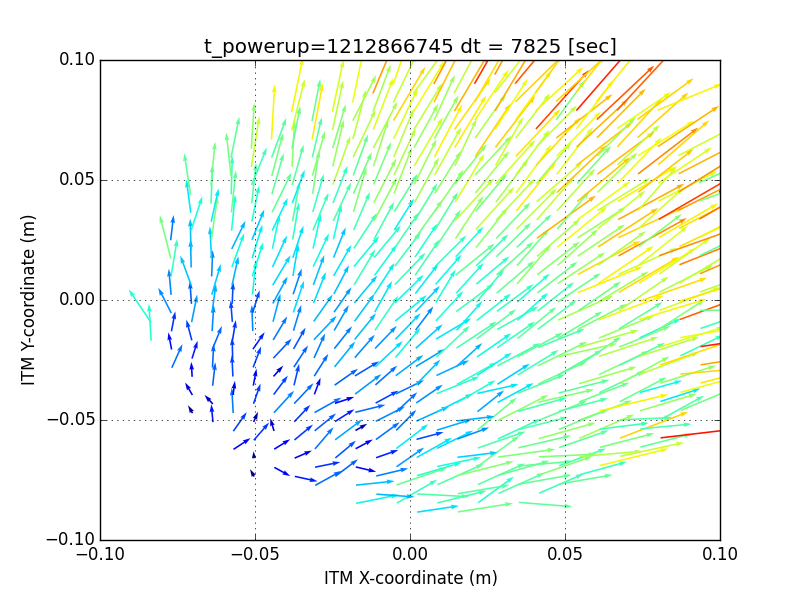 t_powerup=1212866745 dt = 7825 [sec]
0.10
0.05
0.00
−0.05
−0.10
−0.10 −0.05 0.00 0.05 0.10
ITM Y-coordinate (m)
ITM X-coordinate (m)